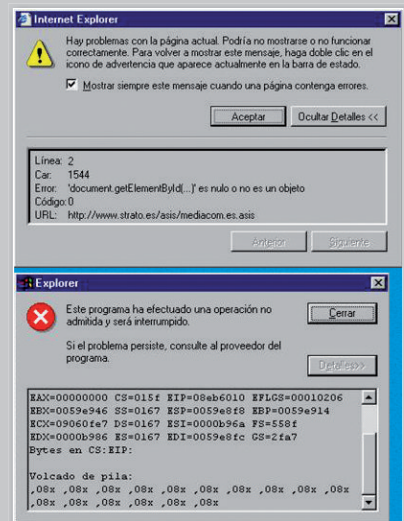 Internet Explorer
Hay problemas con la página actual. Podría no mostrarse o no funcionar
correctamente. Para volver a mostrar este mensaje, haga doble clic en el
icono de advertencia que aparece actualmente en la barra de estado.
Mostrar siempre este mensaje cuando una página contenga errores.
Aceptar
Ocultar Detalles <<
Línea: 2
Car: 1544
Error: 'document.getElementById(...)' es nulo o no es un objeto
Código: 0
URL: http://www.strato.es/asis/mediacom.es.asis
Anterior
Siguiente
Explorer
Este programa ha efectuado una operación no
admitida y será interrumpido.
Si el problema persiste, consulte al proveedor del
programa.
Cerrar
Detalles>>
EAX=00000000 CS=015f EIP=08eb6010 EFLGS=00010206
EBX=0059e946 SS=0167 ESP=0059e8f8 EBP=0059e914
ECX=09060fe7 DS=0167 ESI=0000b96a FS=558f
EDX=0000b986 ES=0167 EDI=0059e8fc GS=2fa7
Bytes en CS:EIP:
Volcado de pila:
,08x ,08x ,08x ,08x ,08x ,08x ,08x ,08x ,08x ,08x
,08x ,08x ,08x ,08x ,08x ,08x